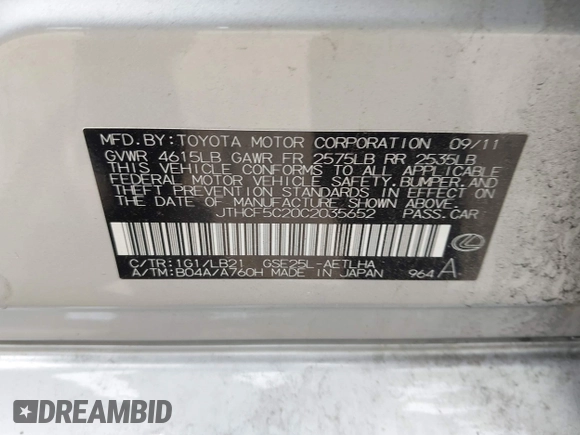 MFD. BY: TOYOTA MOTOR CORPORATION 09/11
GVWR 4615LB GAWR FR 2575LB RR 2535LB
THIS VEHICLE CONFORMS TO ALL APPLICABLE
FEDERAL MOTOR VEHICLE SAFETY, BUMPER, AND
THEFT PREVENTION STANDARDS IN EFFECT ON
THE DATE OF MANUFACTURE SHOWN ABOVE.
JTHCF5C20C2035652 PASS. CAR
C/TR: 1G1/LB21 GSE25L-AETLHA
A/TM: B04A/A760H MADE IN JAPAN 964 A
DREAMBID